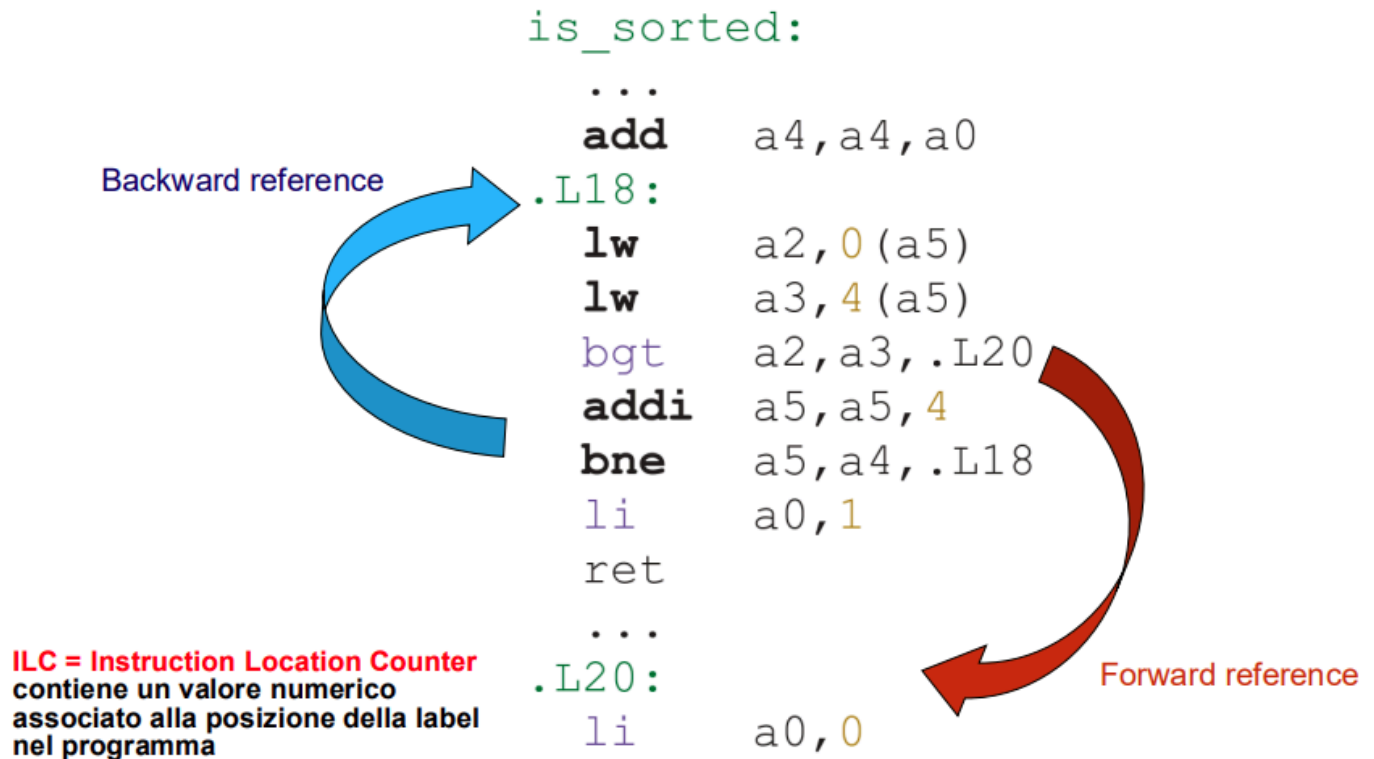 is_sorted:
...
add a4,a4,a0
Backward reference
.L18:
lw a2,0(a5)
lw a3,4(a5)
bgt a2,a3,.L20
addi a5,a5,4
bne a5,a4,.L18
li a0,1
ret
...
ILC = Instruction Location Counter
contiene un valore numerico
associato alla posizione della label
nel programma
.L20:
Forward reference
li a0,0